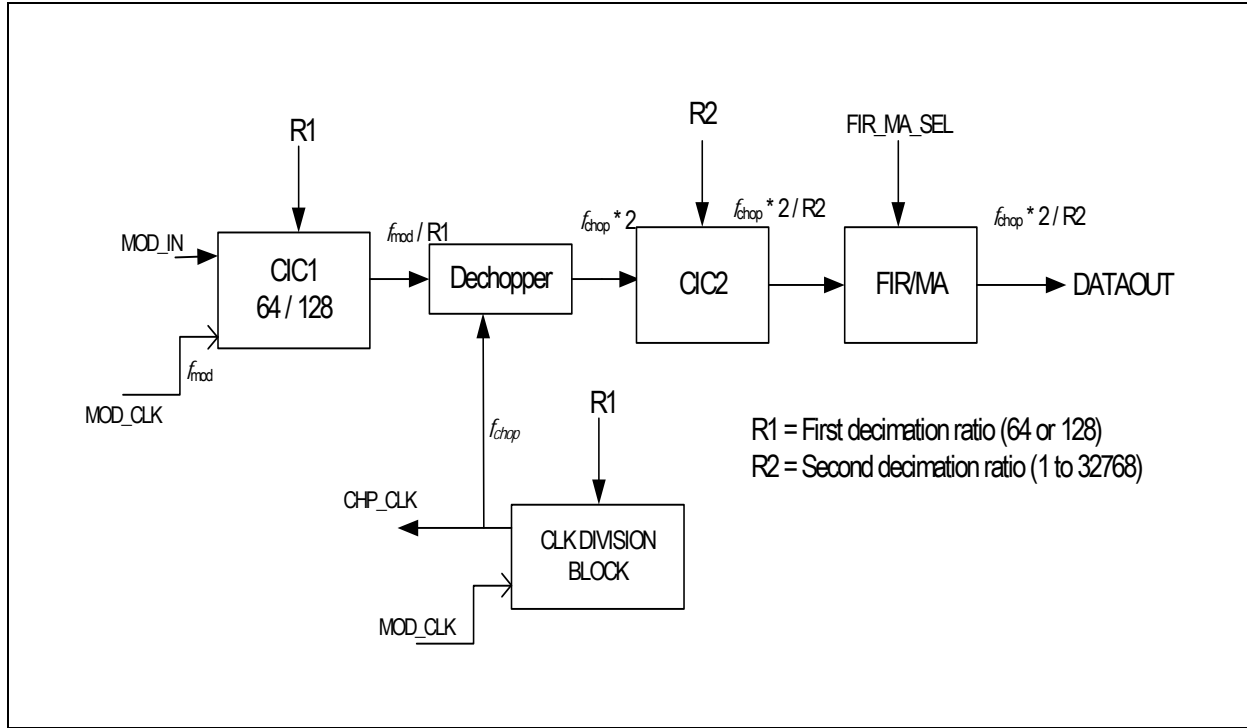 R1
R2
FIR_MA_SEL
MOD_IN
CIC1
64 / 128
fmod / R1
Dechopper
fchop * 2
CIC2
fchop * 2 / R2
FIR/MA
fchop * 2 / R2
DATAOUT
fmod
MOD_CLK
fchop
R1
R1 = First decimation ratio (64 or 128)
R2 = Second decimation ratio (1 to 32768)
CHP_CLK
CLK DIVISION
BLOCK
MOD_CLK